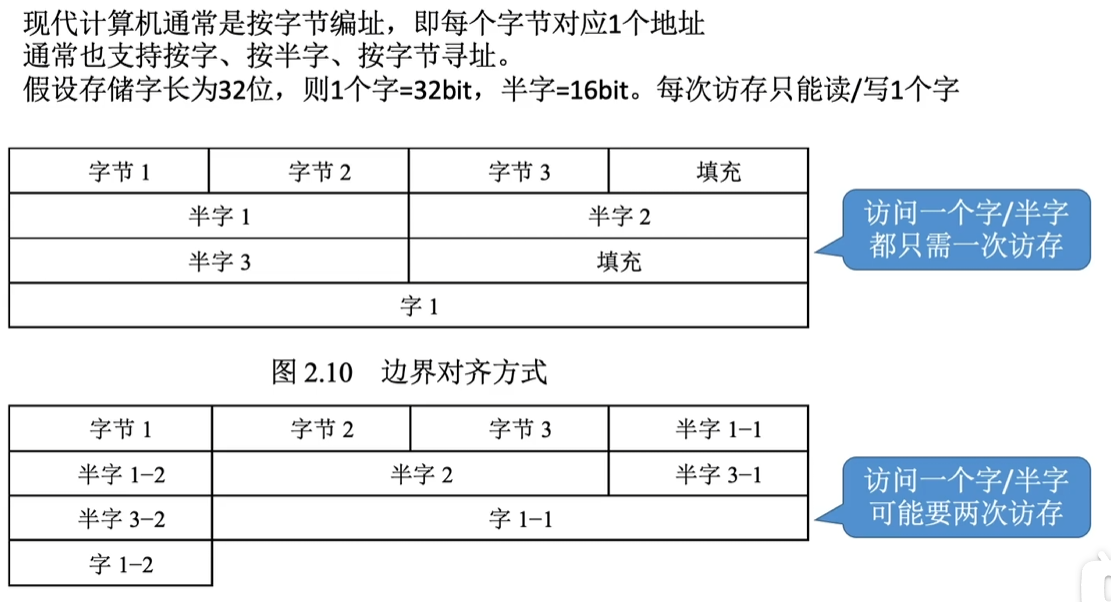 现代计算机通常是按字节编址，即每个字节对应1个地址
通常也支持按字、按半字、按字节寻址。
假设存储字长为32位，则1个字=32bit，半字=16bit。每次访存只能读/写1个字
字节 1 字节 2 字节 3 填充
半字 1 半字 2
半字 3 填充
字 1
访问一个字/半字
都只需一次访存
图 2.10 边界对齐方式
字节 1 字节 2 字节 3 半字 1-1
半字 1-2 半字 2 半字 3-1
半字 3-2 字 1-1
字 1-2
访问一个字/半字
可能要两次访存